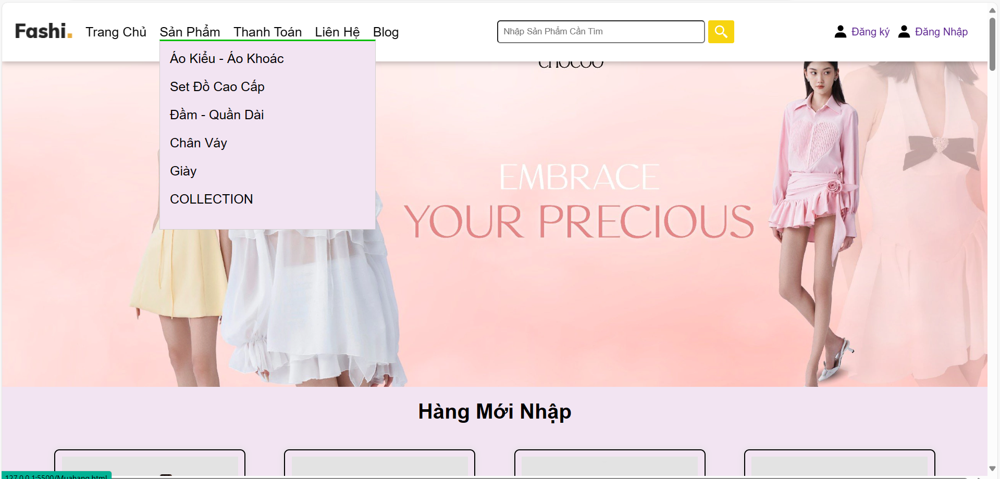 Fashi.
Trang Chủ Sản Phẩm Thanh Toán Liên Hệ Blog
Nhập Sản Phẩm Cần Tìm
Đăng ký Đăng Nhập
Áo Kiểu - Áo Khoác
Set Đồ Cao Cấp
Đầm - Quần Dài
Chân Váy
Giày
COLLECTION
CHOCOO
EMBRACE
YOUR PRECIOUS
Hàng Mới Nhập
127.0.0.1:5500/Muahang.html